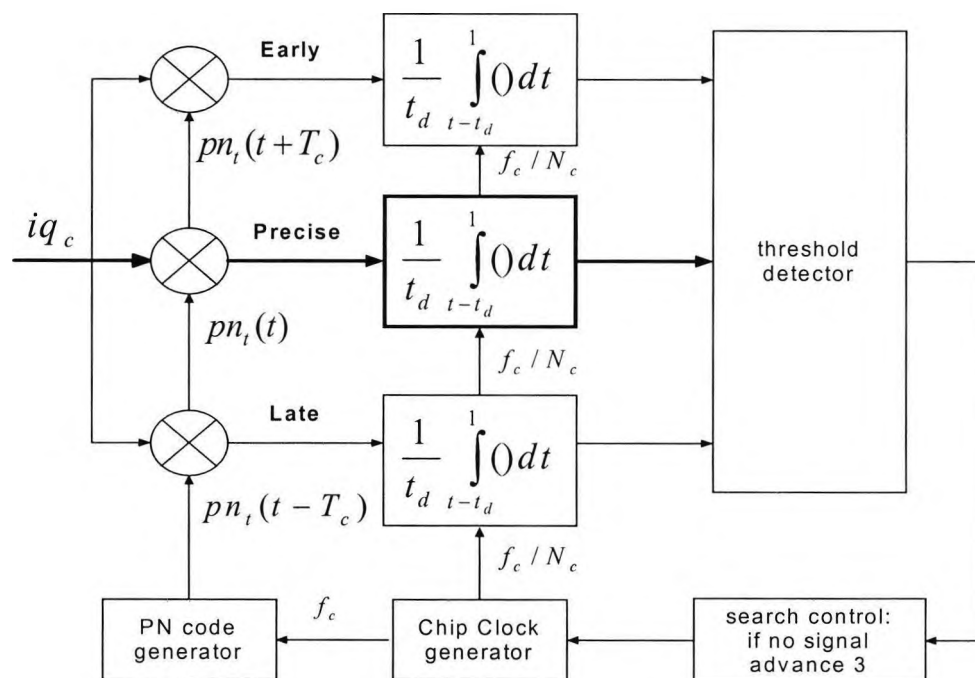 Early
1/t_d ∫_{t-t_d}^{1} () dt
pn_t(t + T_c)
f_c / N_c
iq_c
Precise
1/t_d ∫_{t-t_d}^{1} () dt
threshold
detector
pn_t(t)
f_c / N_c
Late
1/t_d ∫_{t-t_d}^{1} () dt
pn_t(t − T_c)
f_c / N_c
PN code
generator
f_c
Chip Clock
generator
search control:
if no signal
advance 3